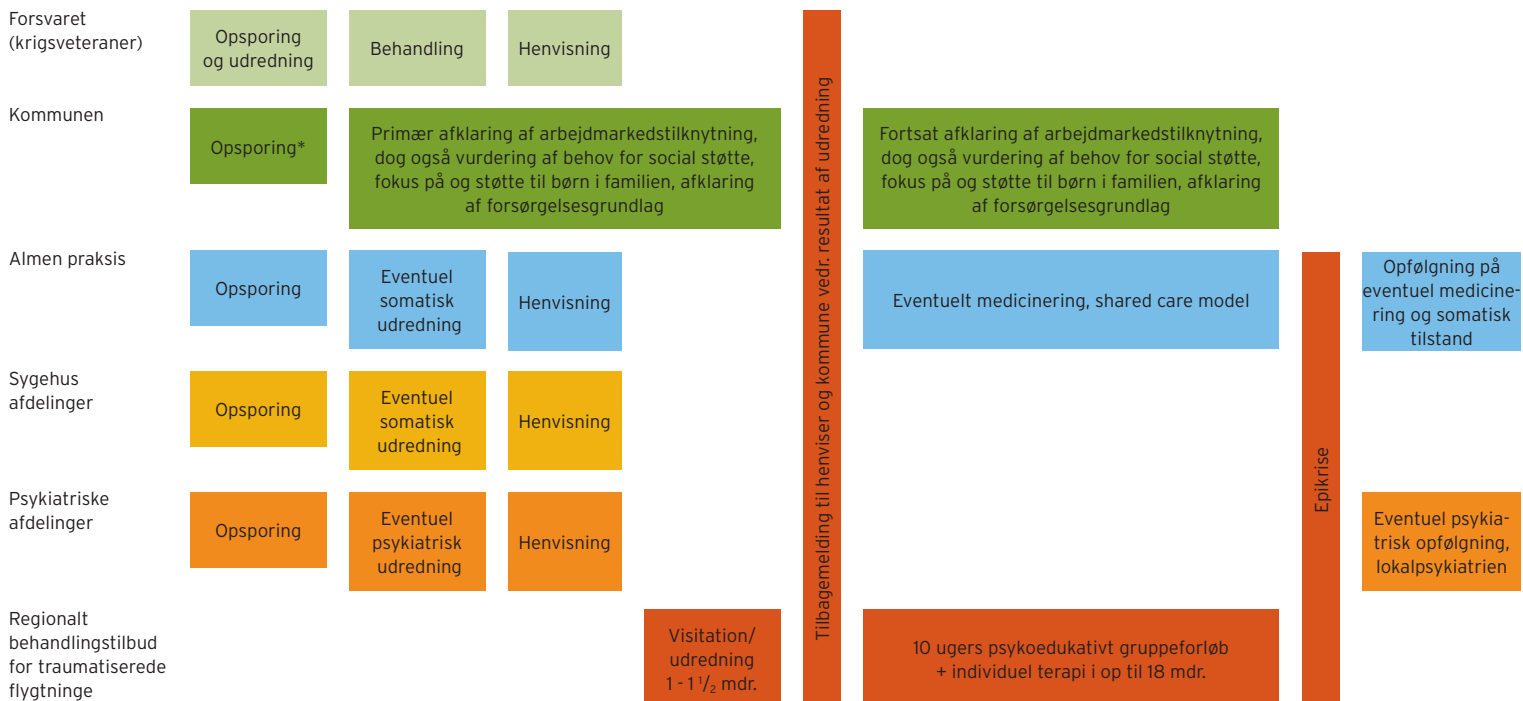 Forsvaret
(krigsveteraner)
Opsporing
og udredning
Behandling
Henvisning
Kommunen
Opsporing*
Primær afklaring af arbejdmarkedstilknytning,
dog også vurdering af behov for social støtte,
fokus på og støtte til børn i familien, afklaring
af forsørgelsesgrundlag
Tilbagemelding til henviser og kommune vedr. resultat af udredning
Fortsat afklaring af arbejdmarkedstilknytning,
dog også vurdering af behov for social støtte,
fokus på og støtte til børn i familien, afklaring
af forsørgelsesgrundlag
Almen praksis
Opsporing
Eventuel
somatisk
udredning
Henvisning
Eventuelt medicinering, shared care model
Epikrise
Opfølgning på
eventuel medicine-
ring og somatisk
tilstand
Sygehus
afdelinger
Opsporing
Eventuel
somatisk
udredning
Henvisning
Psykiatriske
afdelinger
Opsporing
Eventuel
psykiatrisk
udredning
Henvisning
Eventuel psykia-
trisk opfølgning,
lokalpsykiatrien
Regionalt
behandlingstilbud
for traumatiserede
flygtninge
Visitation/
udredning
1 - 1 1/2 mdr.
10 ugers psykoedukativt gruppeforløb
+ individuel terapi i op til 18 mdr.